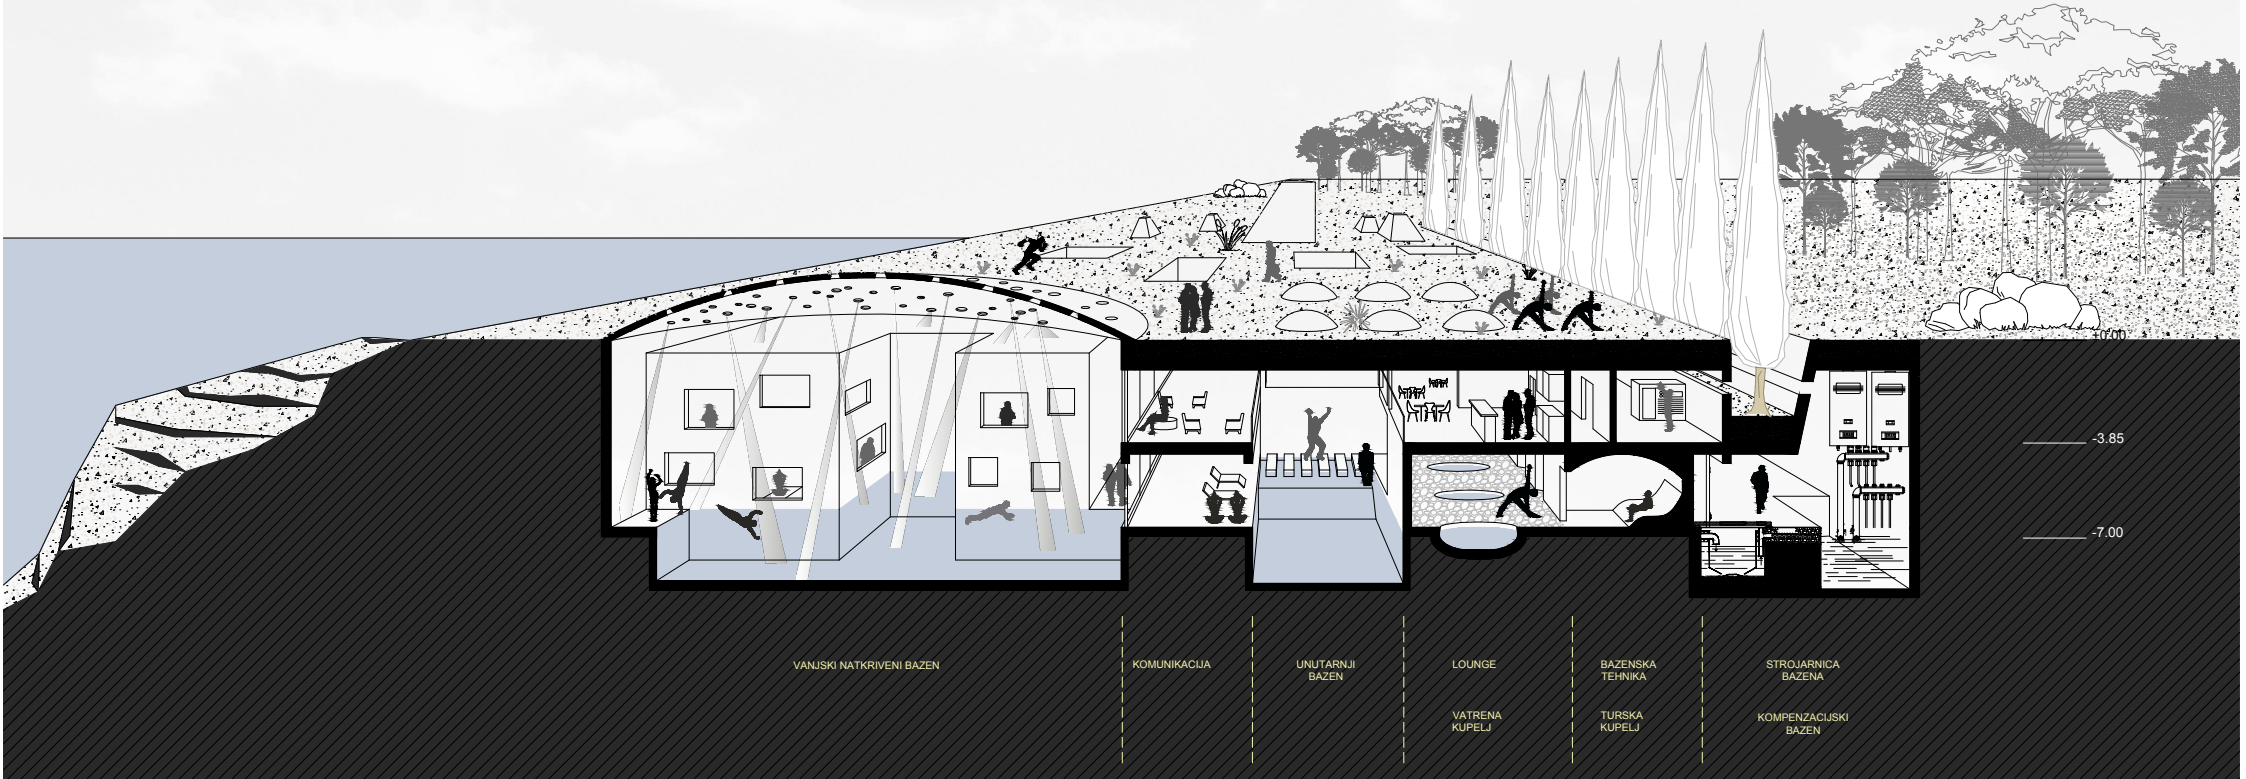 +0.00
-3.85
-7.00
VANJSKI NATKRIVENI BAZEN
KOMUNIKACIJA
UNUTARNJI
BAZEN
LOUNGE
BAZENSKA
TEHNIKA
STROJARNICA
BAZENA
VATRENA
KUPELJ
TURSKA
KUPELJ
KOMPENZACIJSKI
BAZEN